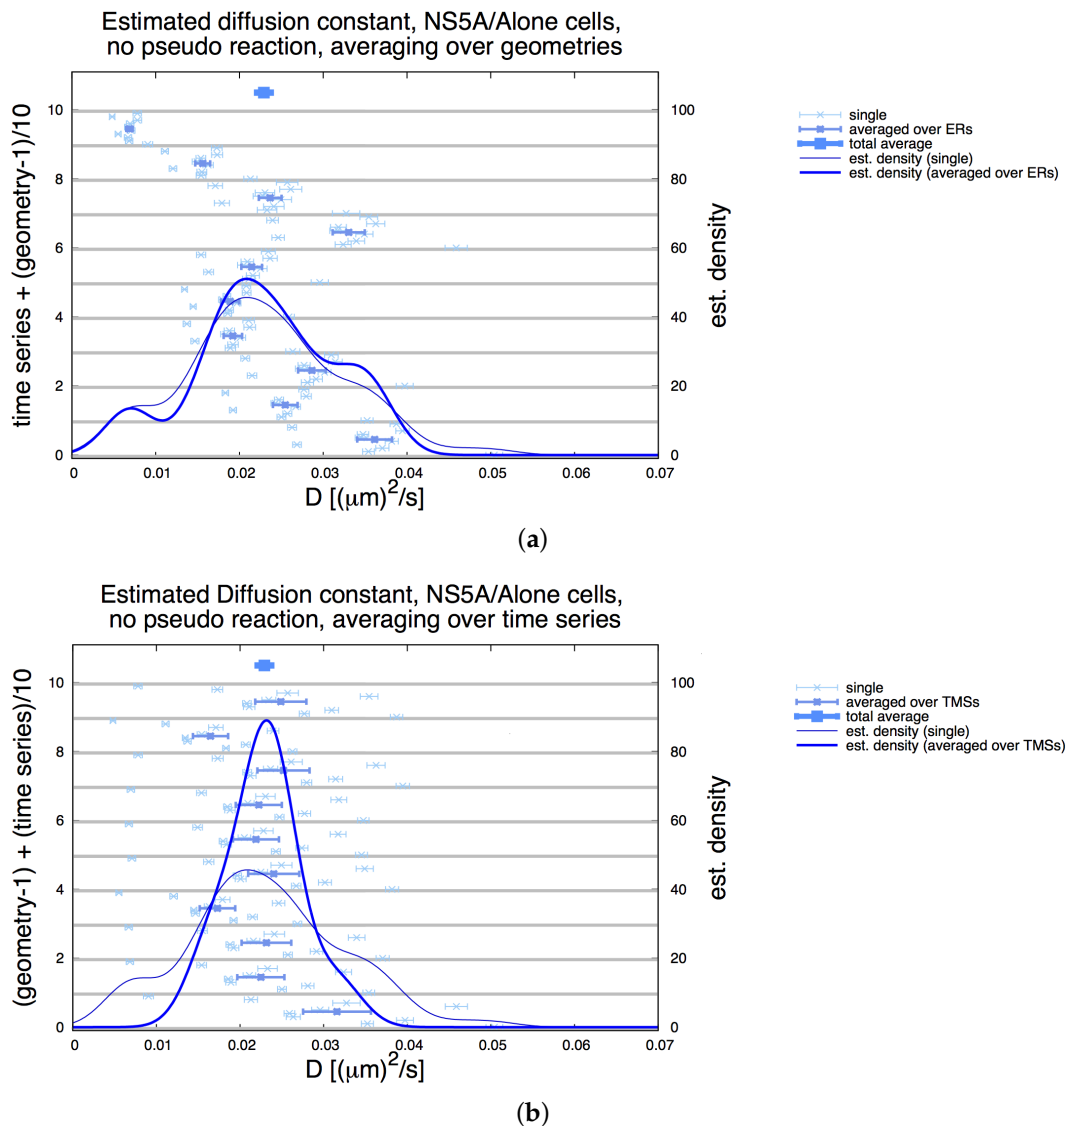 Estimated diffusion constant, NS5A/Alone cells,
no pseudo reaction, averaging over geometries
time series + (geometry-1)/10
10
8
6
4
2
0
100
80
60
40
20
0
est. density
single
averaged over ERs
total average
est. density (single)
est. density (averaged over ERs)
0 0.01 0.02 0.03 0.04 0.05 0.06 0.07
D [(μm)²/s]
(a)
Estimated Diffusion constant, NS5A/Alone cells,
no pseudo reaction, averaging over time series
(geometry-1) + (time series)/10
10
8
6
4
2
0
100
80
60
40
20
0
est. density
single
averaged over TMSs
total average
est. density (single)
est. density (averaged over TMSs)
0 0.01 0.02 0.03 0.04 0.05 0.06 0.07
D [(μm)²/s]
(b)